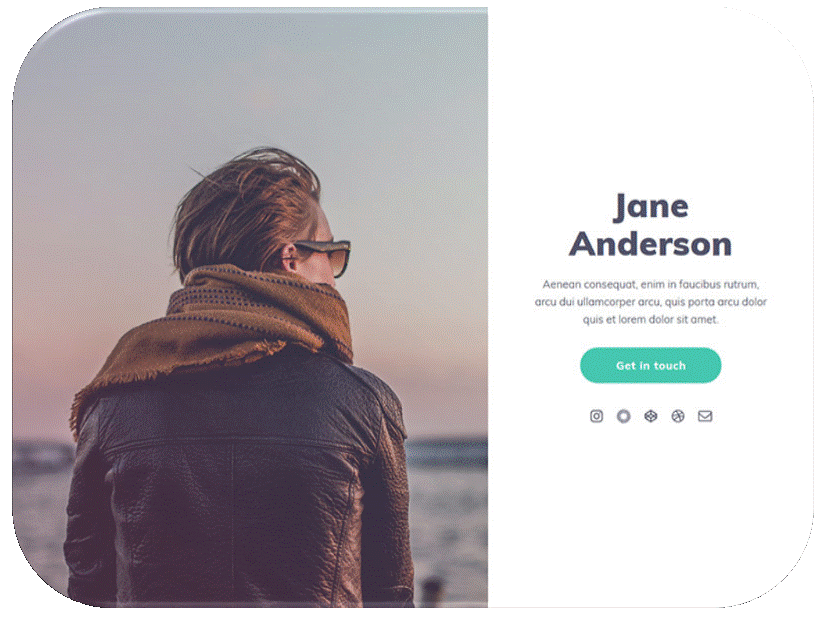 Jane
Anderson
Aenean consequat, enim in faucibus rutrum,
arcu dui ullamcorper arcu, quis porta arcu dolor
quis et lorem dolor sit amet.
Get in touch